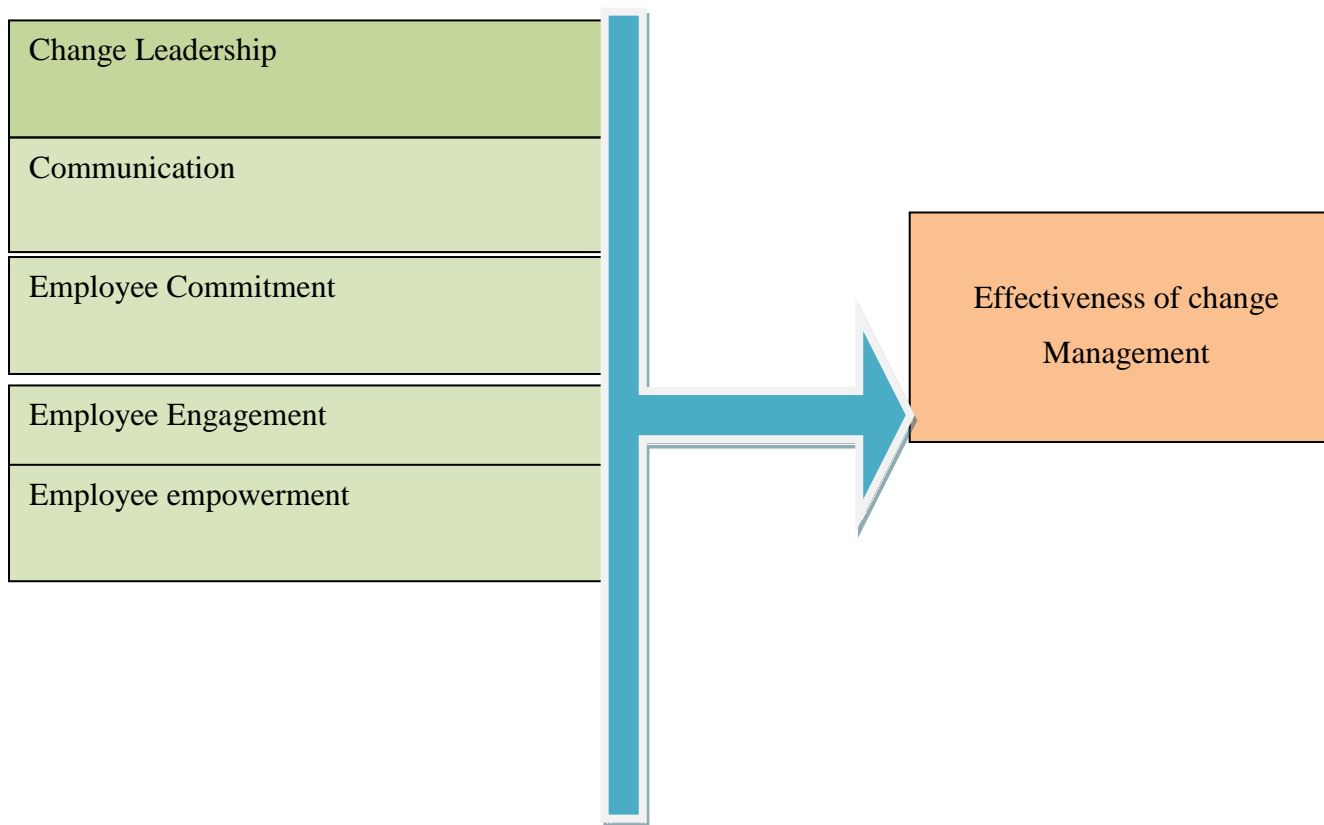 Change Leadership
Communication
Employee Commitment
Employee Engagement
Employee empowerment
Effectiveness of change
Management